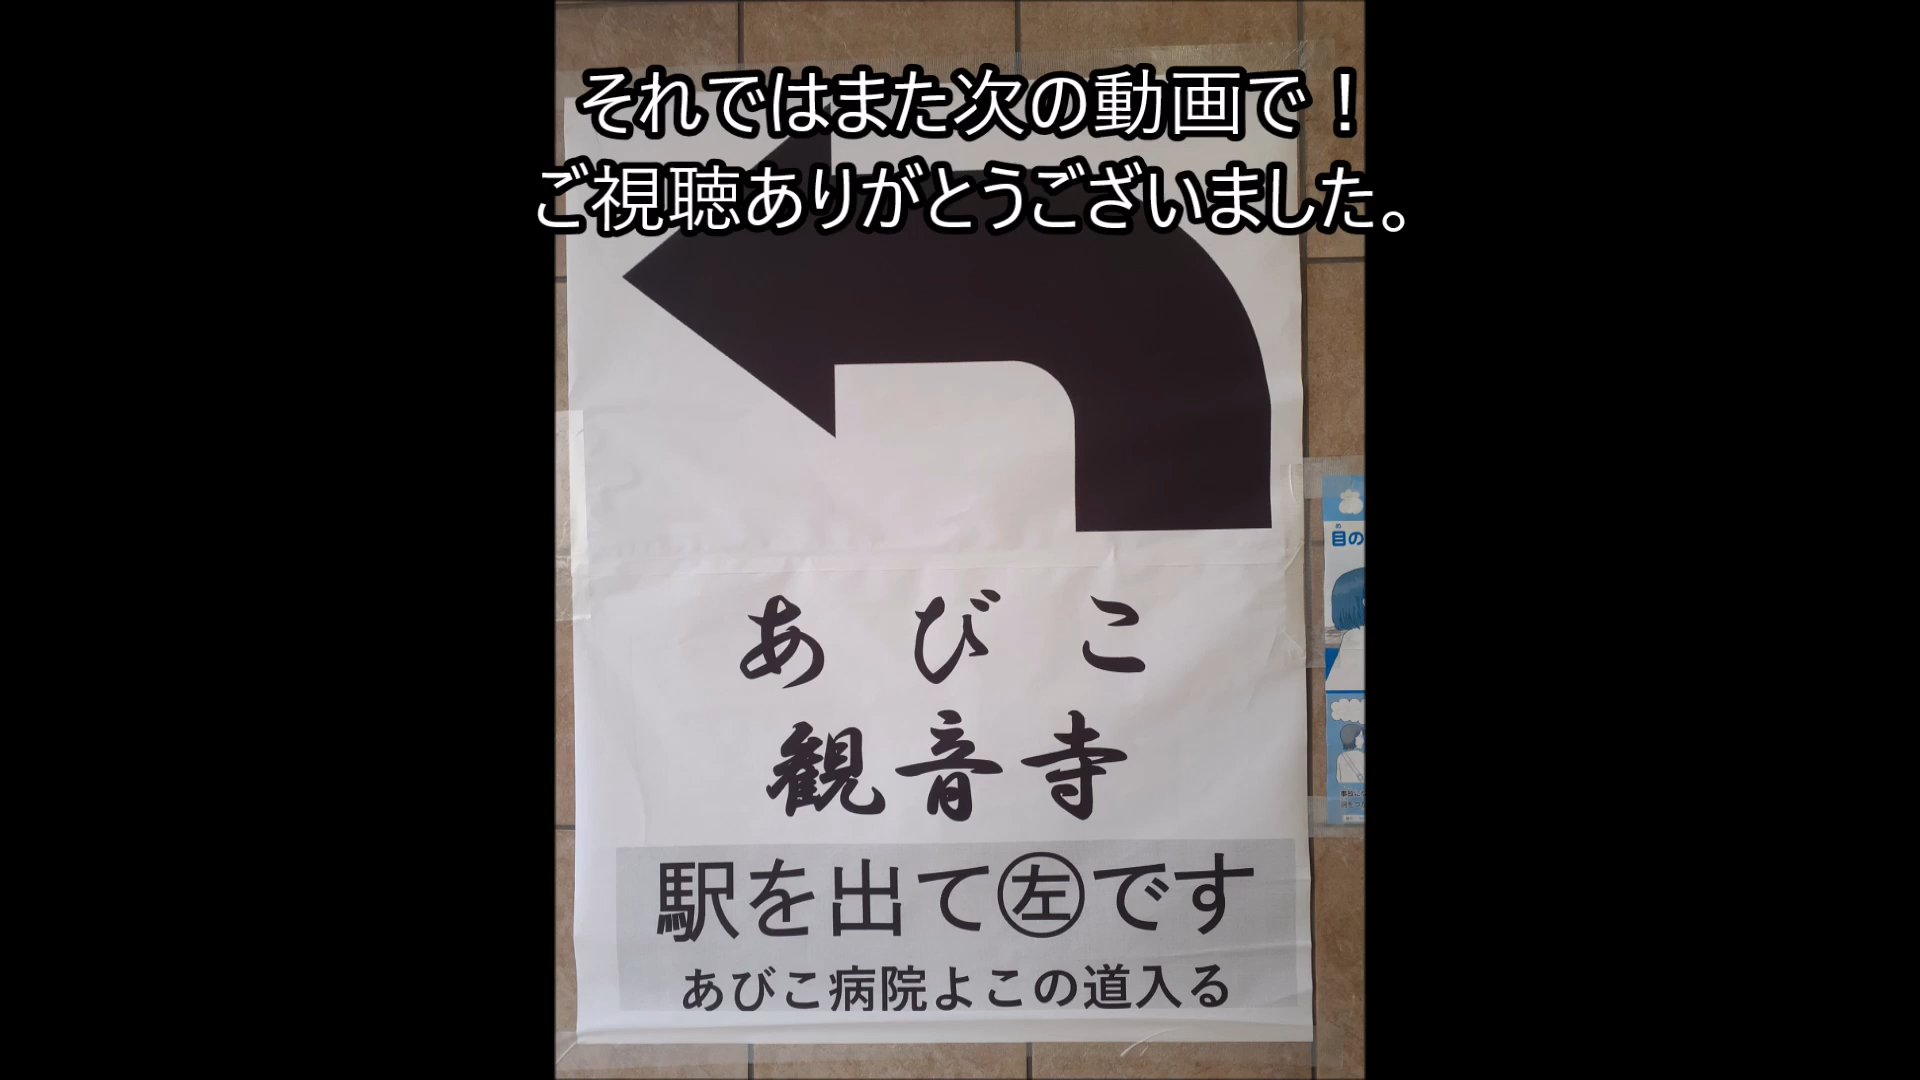 それではまた次の動画で！
ご視聴ありがとうございました。
あびこ
観音寺
駅を出て㊧です
あびこ病院よこの道入る
目の